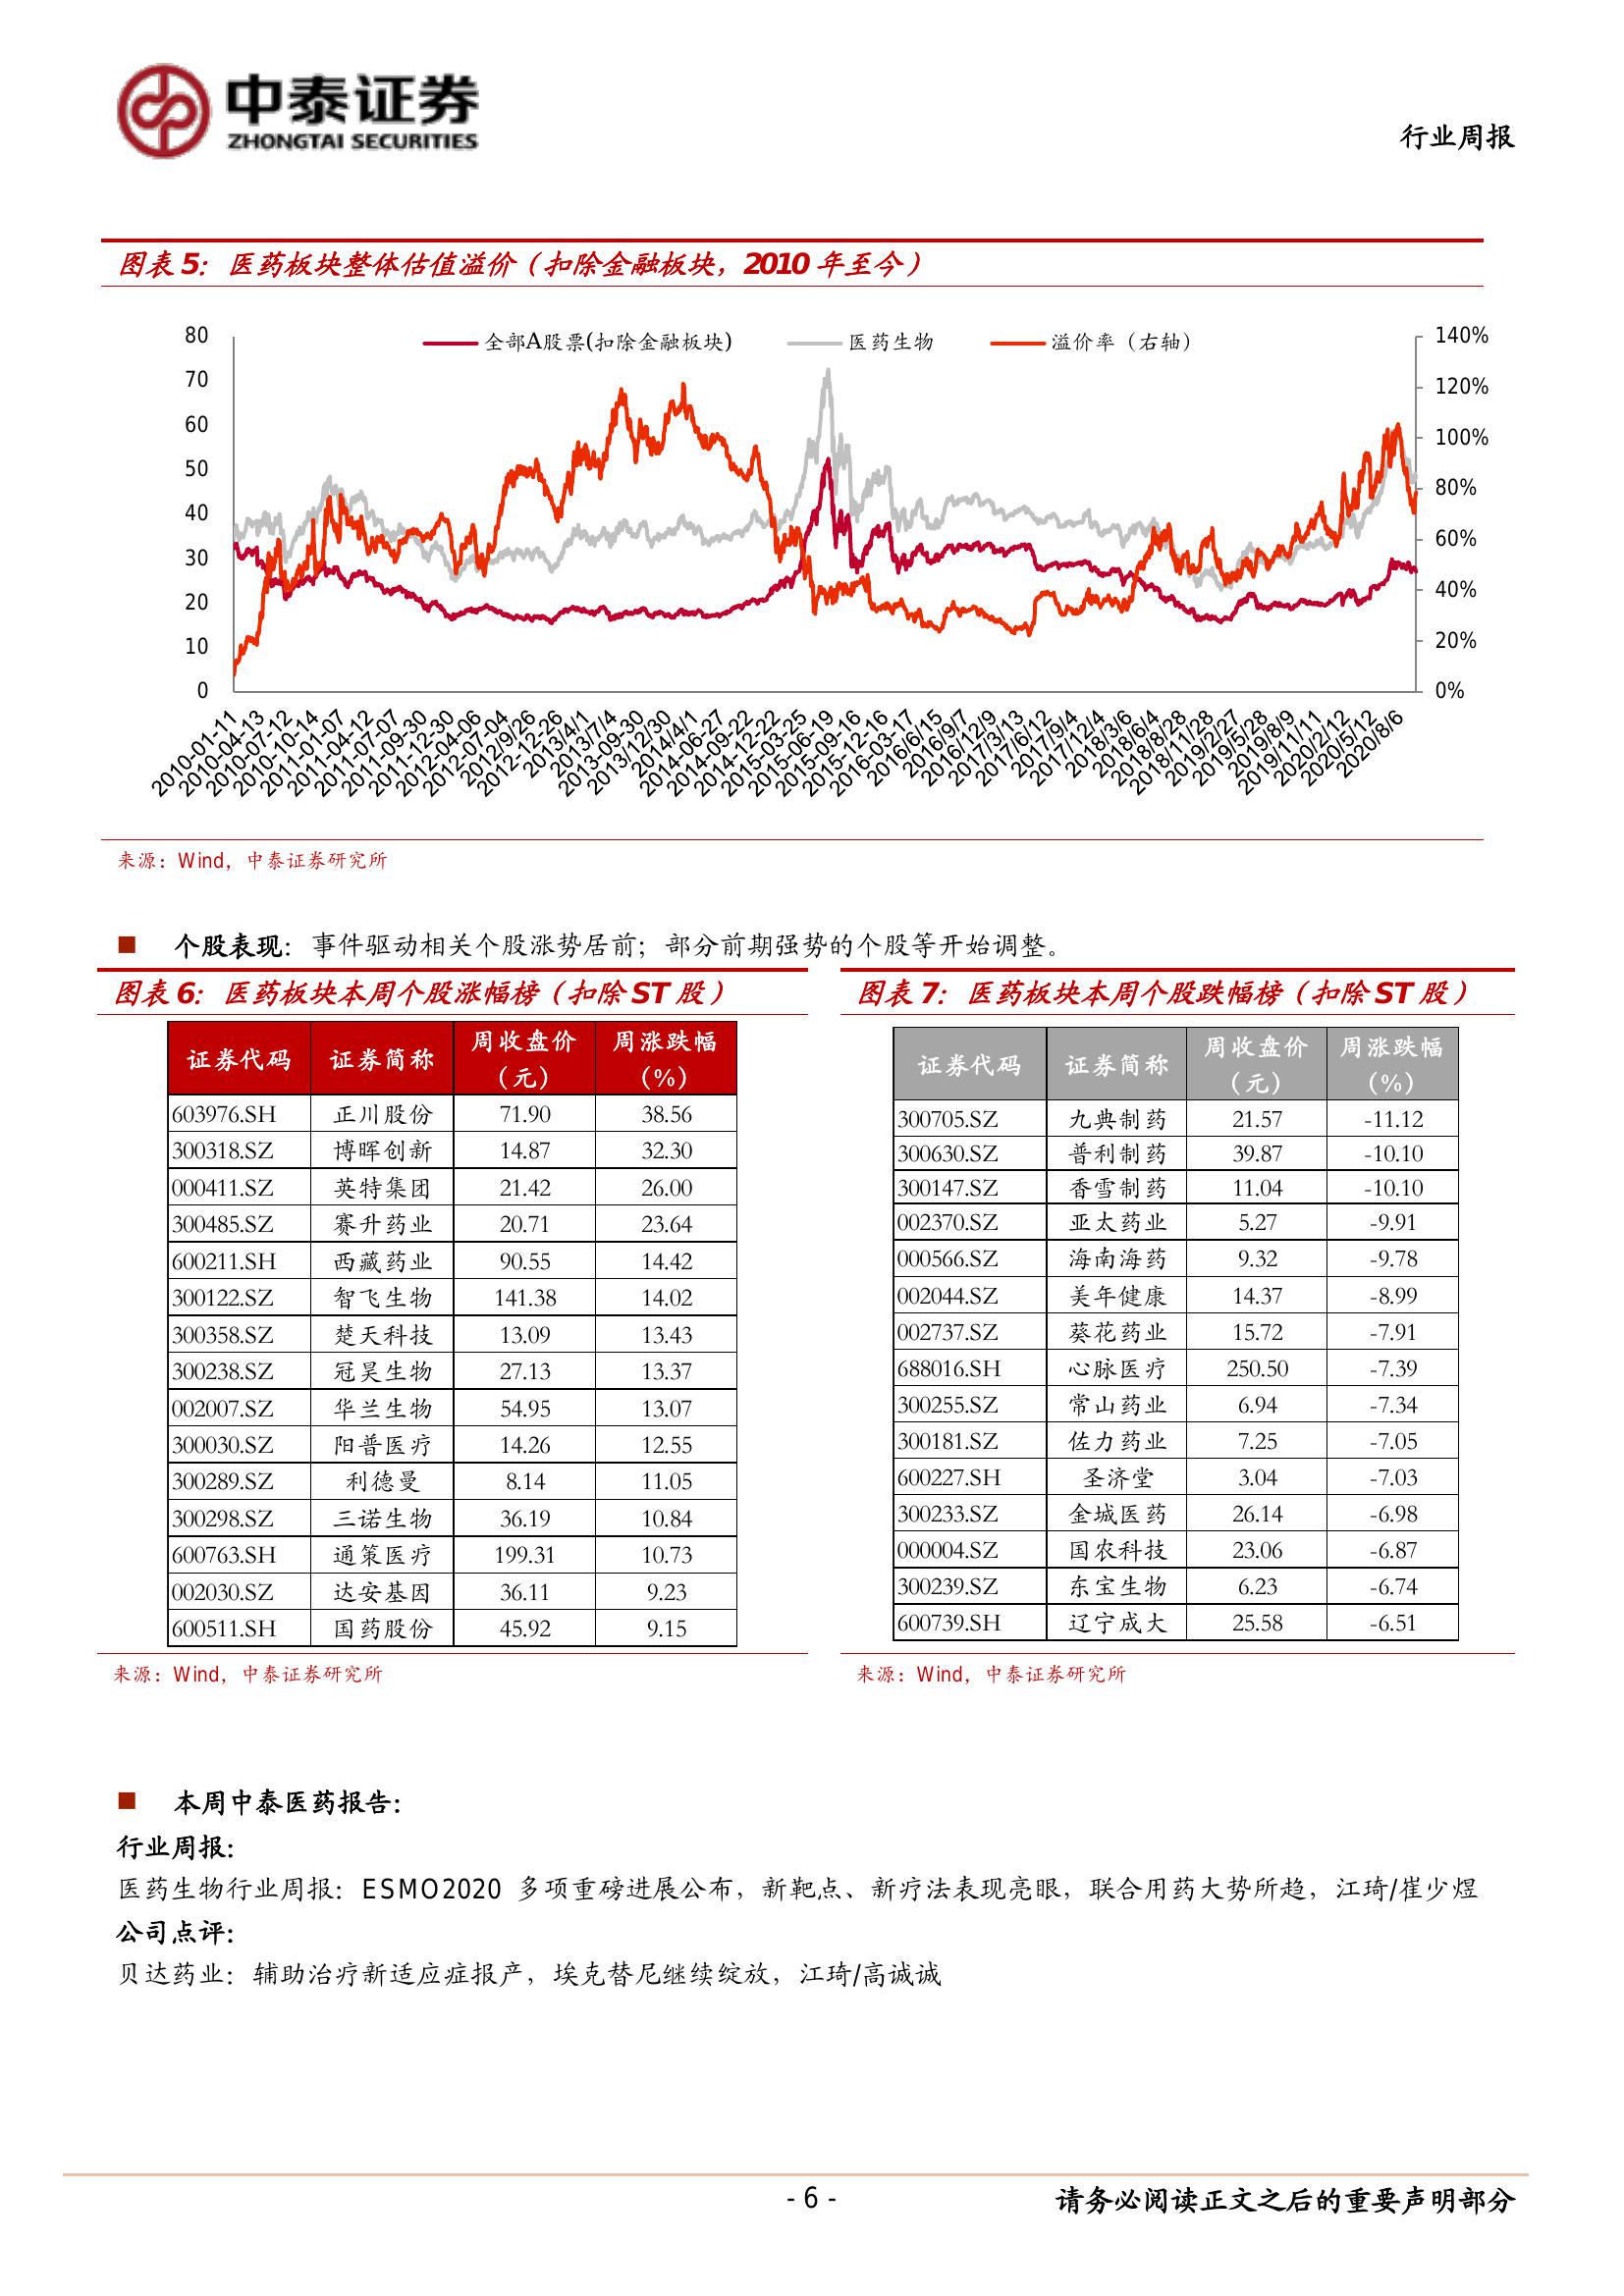 中泰证券
ZHONGTAI SECURITIES
行业周报
图表 5：医药板块整体估值溢价（扣除金融板块，2010 年至今）
全部A股票(扣除金融板块)
医药生物
溢价率（右轴）
80
70
60
50
40
30
20
10
0
140%
120%
100%
80%
60%
40%
20%
0%
2010-01-11
2010-04-13
2010-07-12
2010-10-14
2011-01-07
2011-04-12
2011-07-07
2011-09-30
2011-12-30
2012-04-06
2012-07-04
2012/9/26
2012-12-26
2013/4/1
2013/7/4
2013-09-30
2013/12/30
2014/4/1
2014-06-27
2014-09-22
2014-12-22
2015-03-25
2015-06-19
2015-09-16
2015-12-16
2016-03-17
2016/6/15
2016/9/7
2016/12/9
2017/3/13
2017/6/12
2017/9/4
2017/12/4
2018/3/6
2018/6/4
2018/8/28
2018/11/28
2019/2/27
2019/5/28
2019/8/9
2019/11/11
2020/2/12
2020/5/12
2020/8/6
来源：Wind，中泰证券研究所
■ 个股表现：事件驱动相关个股涨势居前；部分前期强势的个股等开始调整。
图表 6：医药板块本周个股涨幅榜（扣除 ST 股）
证券代码 证券简称 周收盘价（元） 周涨跌幅（%）
603976.SH 正川股份 71.90 38.56
300318.SZ 博晖创新 14.87 32.30
000411.SZ 英特集团 21.42 26.00
300485.SZ 赛升药业 20.71 23.64
600211.SH 西藏药业 90.55 14.42
300122.SZ 智飞生物 141.38 14.02
300358.SZ 楚天科技 13.09 13.43
300238.SZ 冠昊生物 27.13 13.37
002007.SZ 华兰生物 54.95 13.07
300030.SZ 阳普医疗 14.26 12.55
300289.SZ 利德曼 8.14 11.05
300298.SZ 三诺生物 36.19 10.84
600763.SH 通策医疗 199.31 10.73
002030.SZ 达安基因 36.11 9.23
600511.SH 国药股份 45.92 9.15
来源：Wind，中泰证券研究所
图表 7：医药板块本周个股跌幅榜（扣除 ST 股）
证券代码 证券简称 周收盘价（元） 周涨跌幅（%）
300705.SZ 九典制药 21.57 -11.12
300630.SZ 普利制药 39.87 -10.10
300147.SZ 香雪制药 11.04 -10.10
002370.SZ 亚太药业 5.27 -9.91
000566.SZ 海南海药 9.32 -9.78
002044.SZ 美年健康 14.37 -8.99
002737.SZ 葵花药业 15.72 -7.91
688016.SH 心脉医疗 250.50 -7.39
300255.SZ 常山药业 6.94 -7.34
300181.SZ 佐力药业 7.25 -7.05
600227.SH 圣济堂 3.04 -7.03
300233.SZ 金城医药 26.14 -6.98
000004.SZ 国农科技 23.06 -6.87
300239.SZ 东宝生物 6.23 -6.74
600739.SH 辽宁成大 25.58 -6.51
来源：Wind，中泰证券研究所
■ 本周中泰医药报告：
行业周报：
医药生物行业周报：ESMO2020 多项重磅进展公布，新靶点、新疗法表现亮眼，联合用药大势所趋，江琦/崔少煜
公司点评：
贝达药业：辅助治疗新适应症报产，埃克替尼继续绽放，江琦/高诚诚
- 6 -
请务必阅读正文之后的重要声明部分